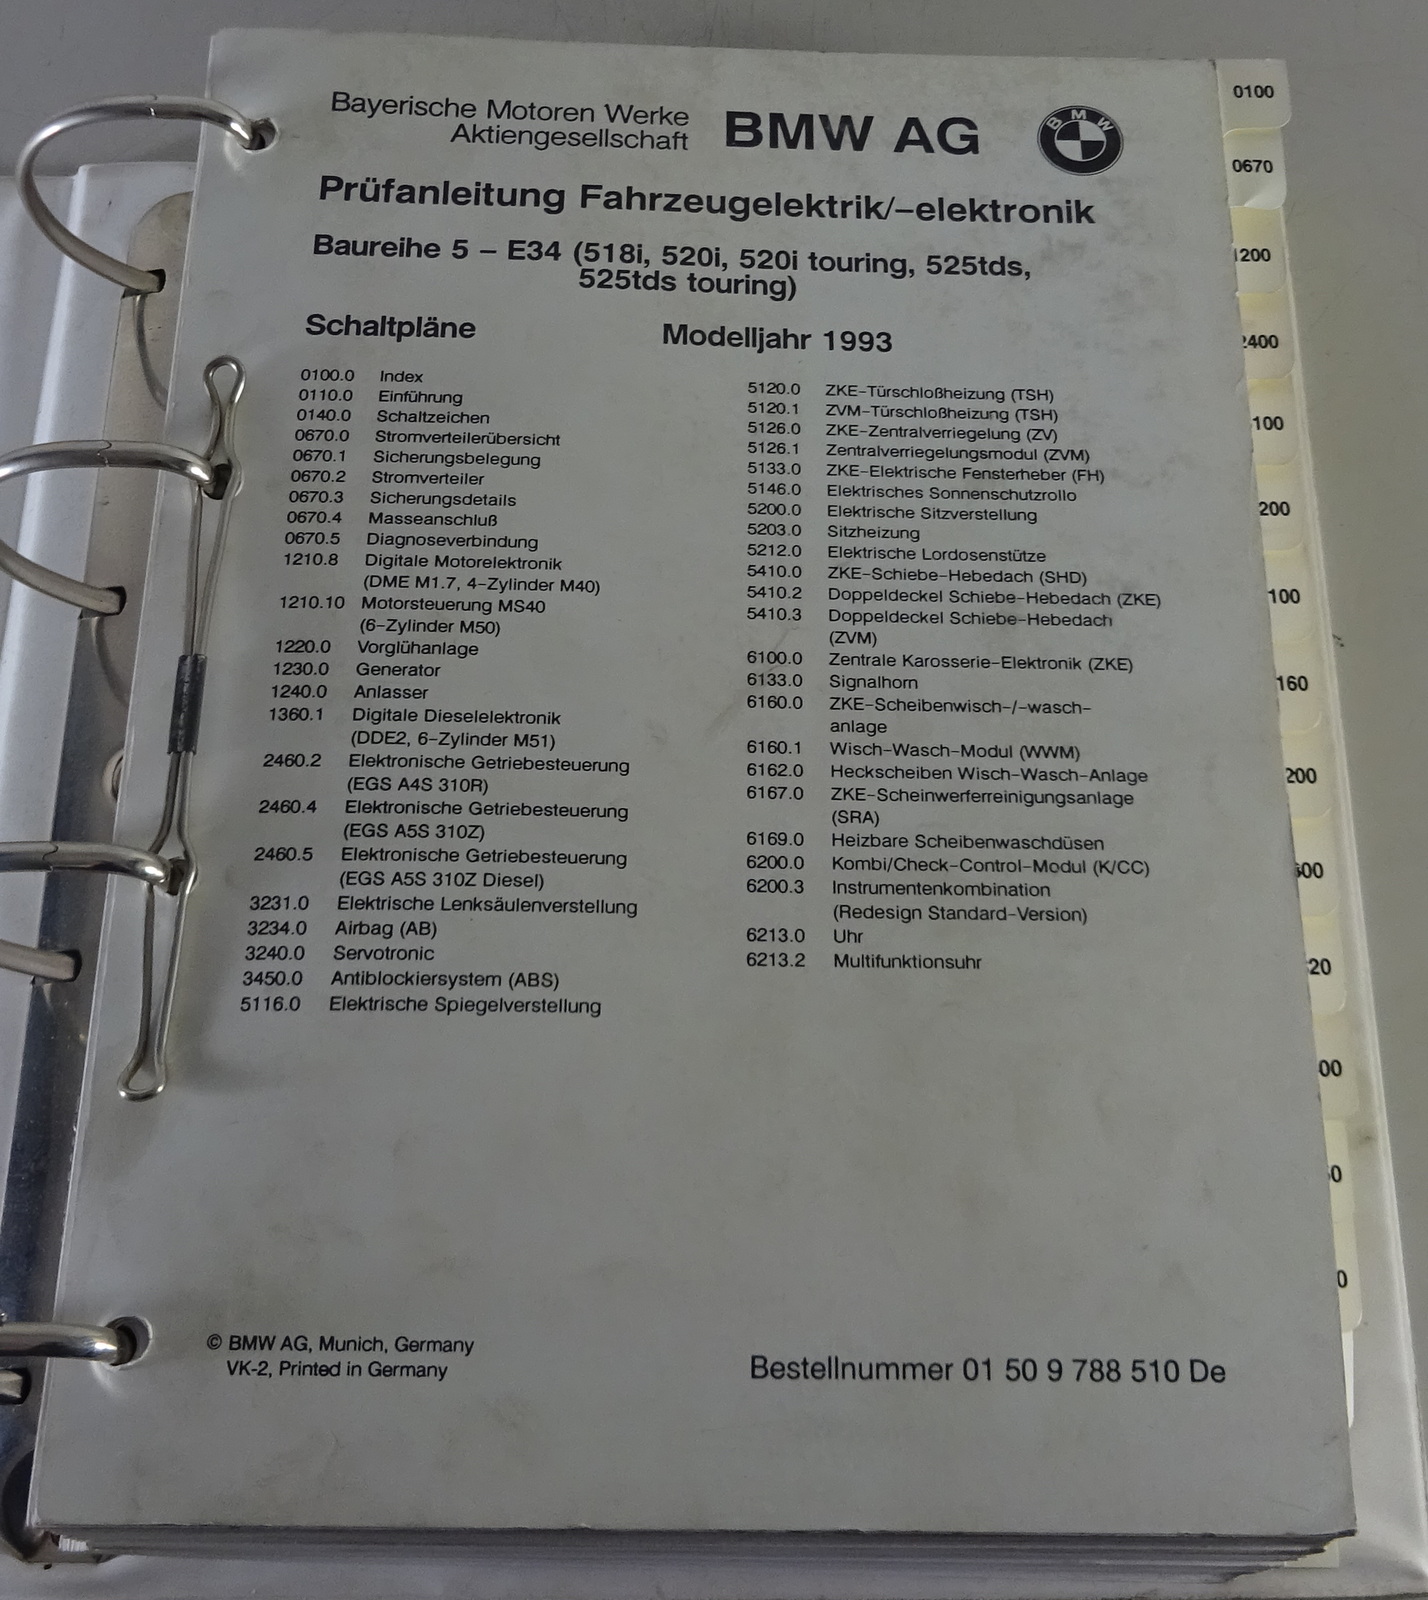 Bayerische Motoren Werke
Aktiengesellschaft
BMW AG
BMW
Prüfanleitung Fahrzeugelektrik/-elektronik
Baureihe 5 – E34 (518i, 520i, 520i touring, 525tds,
525tds touring)
Schaltpläne
Modelljahr 1993
0100.0 Index
0110.0 Einführung
0140.0 Schaltzeichen
0670.0 Stromverteilerübersicht
0670.1 Sicherungsbelegung
0670.2 Stromverteiler
0670.3 Sicherungsdetails
0670.4 Masseanschluß
0670.5 Diagnoseverbindung
1210.8 Digitale Motorelektronik
(DME M1.7, 4-Zylinder M40)
1210.10 Motorsteuerung MS40
(6-Zylinder M50)
1220.0 Vorglühanlage
1230.0 Generator
1240.0 Anlasser
1360.1 Digitale Dieselelektronik
(DDE2, 6-Zylinder M51)
2460.2 Elektronische Getriebesteuerung
(EGS A4S 310R)
2460.4 Elektronische Getriebesteuerung
(EGS A5S 310Z)
2460.5 Elektronische Getriebesteuerung
(EGS A5S 310Z Diesel)
3231.0 Elektrische Lenksäulenverstellung
3234.0 Airbag (AB)
3240.0 Servotronic
3450.0 Antiblockiersystem (ABS)
5116.0 Elektrische Spiegelverstellung
5120.0 ZKE-Türschloßheizung (TSH)
5120.1 ZVM-Türschloßheizung (TSH)
5126.0 ZKE-Zentralverriegelung (ZV)
5126.1 Zentralverriegelungsmodul (ZVM)
5133.0 ZKE-Elektrische Fensterheber (FH)
5146.0 Elektrisches Sonnenschutzrollo
5200.0 Elektrische Sitzverstellung
5203.0 Sitzheizung
5212.0 Elektrische Lordosenstütze
5410.0 ZKE-Schiebe-Hebedach (SHD)
5410.2 Doppeldeckel Schiebe-Hebedach (ZKE)
5410.3 Doppeldeckel Schiebe-Hebedach
(ZVM)
6100.0 Zentrale Karosserie-Elektronik (ZKE)
6133.0 Signalhorn
6160.0 ZKE-Scheibenwisch-/-wasch-
anlage
6160.1 Wisch-Wasch-Modul (WWM)
6162.0 Heckscheiben Wisch-Wasch-Anlage
6167.0 ZKE-Scheinwerferreinigungsanlage
(SRA)
6169.0 Heizbare Scheibenwaschdüsen
6200.0 Kombi/Check-Control-Modul (K/CC)
6200.3 Instrumentenkombination
(Redesign Standard-Version)
6213.0 Uhr
6213.2 Multifunktionsuhr
© BMW AG, Munich, Germany
VK-2, Printed in Germany
Bestellnummer 01 50 9 788 510 De
0100
0670
1200
2400
100
200
100
160
200
00
20
00
0
0